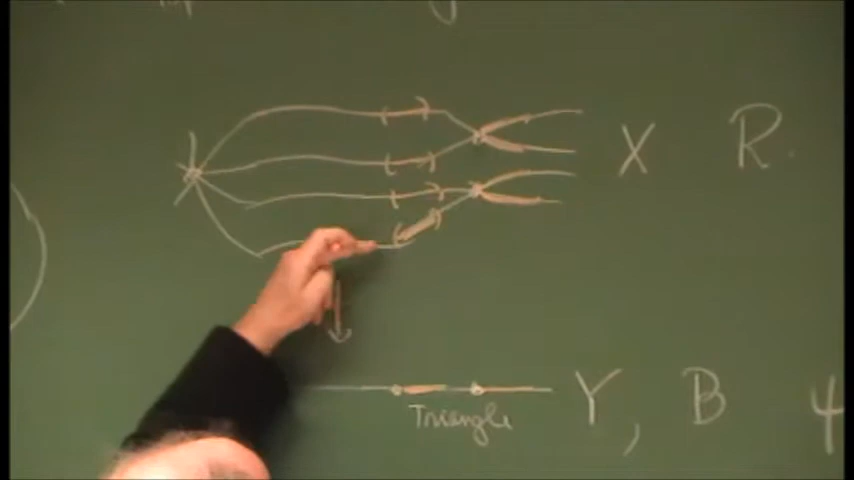 X R.
Y, B ψ
Triangle